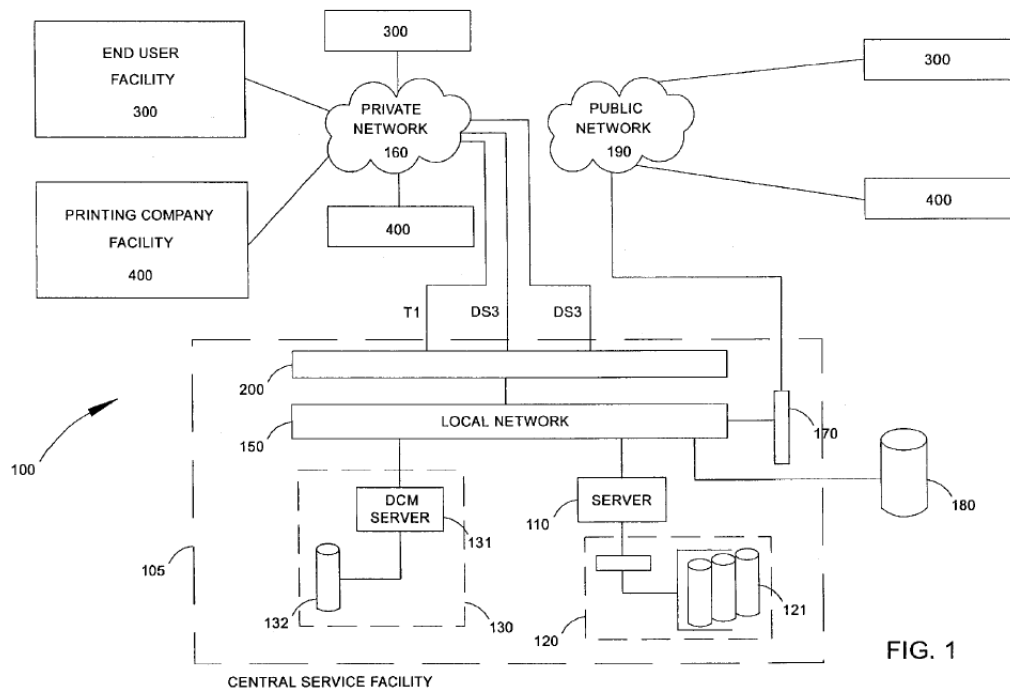 END USER
FACILITY
300
300
PRIVATE
NETWORK
160
PUBLIC
NETWORK
190
300
PRINTING COMPANY
FACILITY
400
400
400
T1
DS3
DS3
200
LOCAL NETWORK
150
170
100
DCM
SERVER
131
SERVER
110
180
105
132
130
120
121
FIG. 1
CENTRAL SERVICE FACILITY